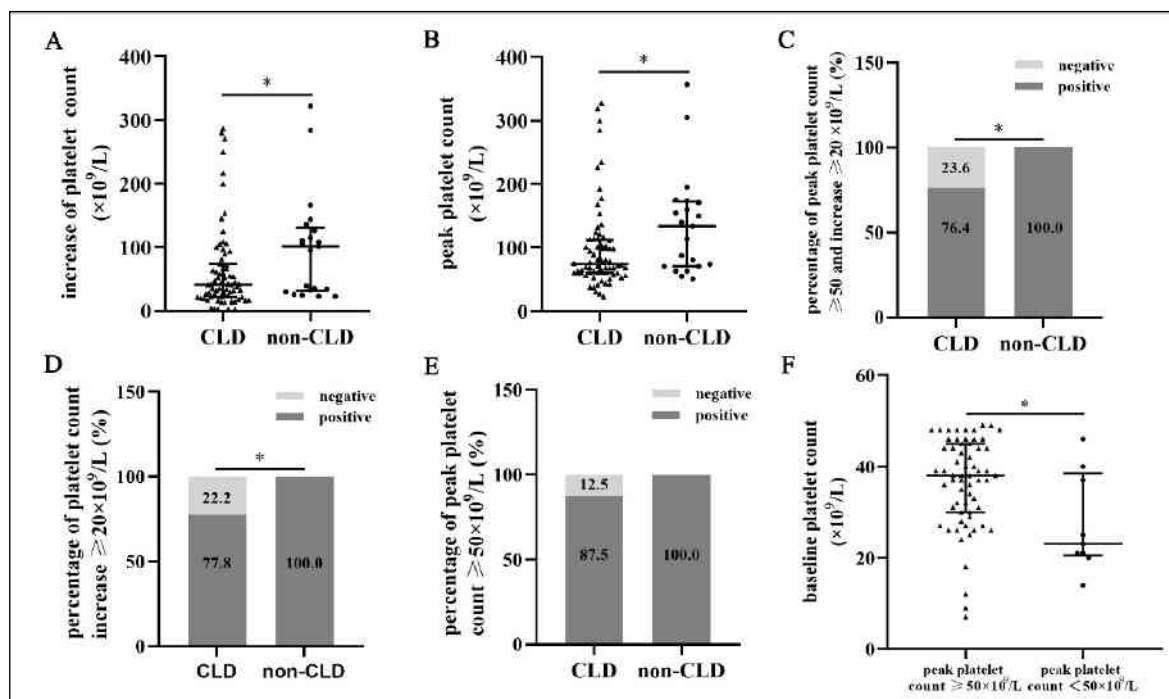 A
increase of platelet count
(×10⁹/L)
400
300
200
100
0
*
CLD
non-CLD
B
peak platelet count
(×10⁹/L)
400
300
200
100
0
*
CLD
non-CLD
C
negative
positive
percentage of peak platelet count
≥50 and increase ≥20×10⁹/L (%)
150
100
50
0
*
23.6
76.4
100.0
CLD
non-CLD
D
negative
positive
percentage of platelet count
increase ≥20×10⁹/L (%)
150
100
50
0
*
22.2
77.8
100.0
CLD
non-CLD
E
negative
positive
percentage of peak platelet
count ≥50×10⁹/L (%)
150
100
50
0
12.5
87.5
100.0
CLD
non-CLD
F
baseline platelet count
(×10⁹/L)
60
40
20
0
*
peak platelet
count ≥50×10⁹/L
peak platelet
count <50×10⁹/L